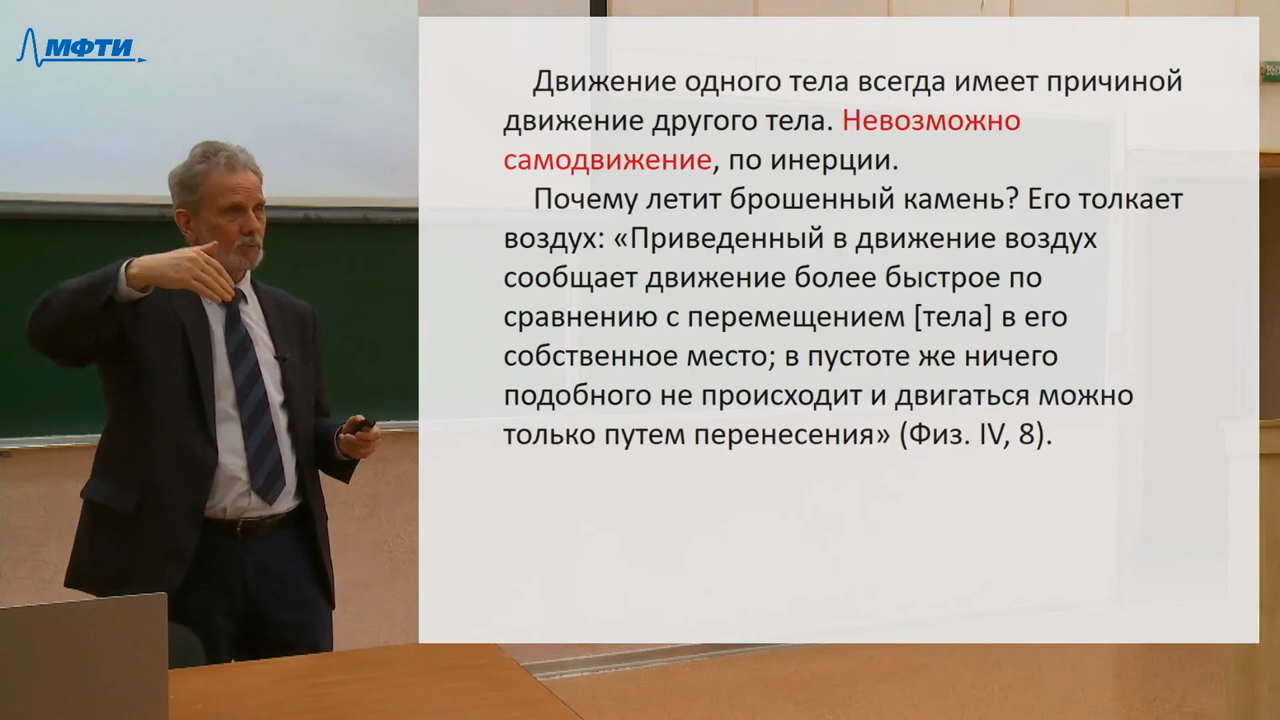 МФТИ
Движение одного тела всегда имеет причиной
движение другого тела. Невозможно
самодвижение, по инерции.
Почему летит брошенный камень? Его толкает
воздух: «Приведенный в движение воздух
сообщает движение более быстрое по
сравнению с перемещением [тела] в его
собственное место; в пустоте же ничего
подобного не происходит и двигаться можно
только путем перенесения» (Физ. IV, 8).